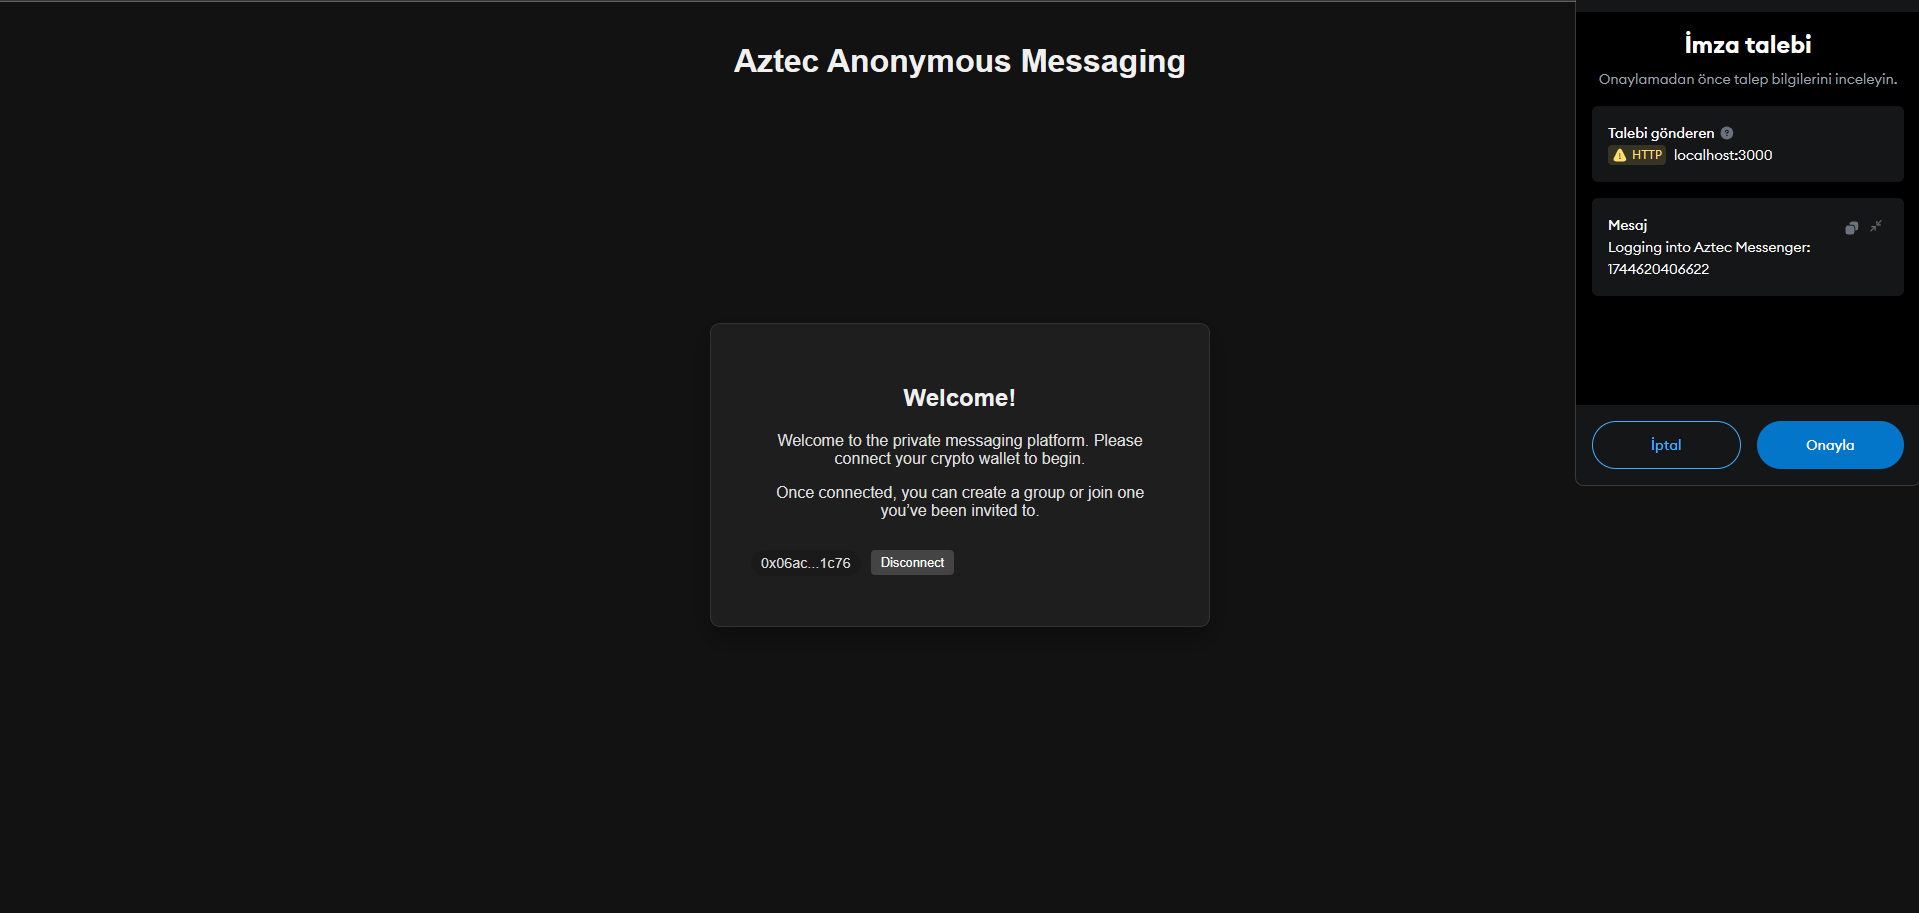 Aztec Anonymous Messaging
Welcome!
Welcome to the private messaging platform. Please
connect your crypto wallet to begin.
Once connected, you can create a group or join one
you’ve been invited to.
0x06ac...1c76
Disconnect
İmza talebi
Onaylamadan önce talep bilgilerini inceleyin.
Talebi gönderen
HTTP localhost:3000
Mesaj
Logging into Aztec Messenger:
1744620406622
İptal
Onayla